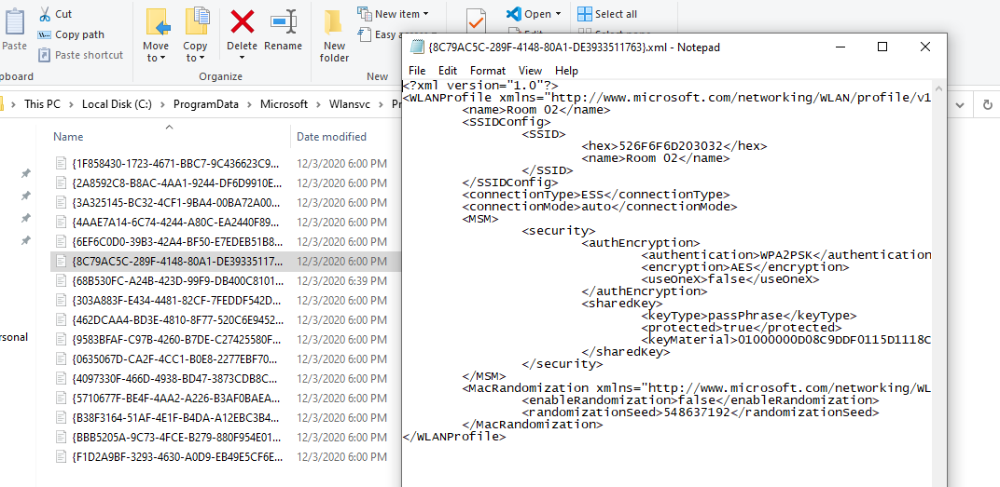 Cut
Copy path
Paste shortcut
Paste
pboard
Move to
Copy to
Delete
Rename
Organize
New folder
New item
Easy access
New
Open
Edit
Select all
This PC > Local Disk (C:) > ProgramData > Microsoft > Wlansvc > Pr
Name
Date modified
{1F858430-1723-4671-BBC7-9C436623C9... 12/3/2020 6:00 PM
{2A8592C8-B8AC-4AA1-9244-DF6D9910E... 12/3/2020 6:00 PM
{3A325145-BC32-4CF1-9BA4-00BA72A00... 12/3/2020 6:00 PM
{4AAE7A14-6C74-4244-A80C-EA2440F89... 12/3/2020 6:00 PM
{6EF6C0D0-39B3-42A4-BF50-E7EDEB51B8... 12/3/2020 6:00 PM
{8C79AC5C-289F-4148-80A1-DE39335117... 12/3/2020 6:00 PM
{68B530FC-A24B-423D-99F9-DB400C8101... 12/3/2020 6:39 PM
{303A883F-E434-4481-82CF-7FEDDF542D... 12/3/2020 6:00 PM
{462DCAA4-BD3E-4810-8F77-520C6E9452... 12/3/2020 6:00 PM
{9583BFAF-C97B-4260-B7DE-C27425580F... 12/3/2020 6:00 PM
{0635067D-CA2F-4CC1-B0E8-2277EBF70... 12/3/2020 6:00 PM
{4097330F-466D-4938-BD47-3873CDB8C... 12/3/2020 6:00 PM
{5710677F-BE4F-4AA2-A226-B3AF0BAEA... 12/3/2020 6:00 PM
{B38F3164-51AF-4E1F-B4DA-A12EBC3B4... 12/3/2020 6:00 PM
{BBB5205A-9C73-4FCE-B279-880F954E01... 12/3/2020 6:00 PM
{F1D2A9BF-3293-4630-A0D9-EB49E5CF6E... 12/3/2020 6:00 PM
rsonal
{8C79AC5C-289F-4148-80A1-DE3933511763}.xml - Notepad
File Edit Format View Help
<?xml version="1.0"?>
<WLANProfile xmlns="http://www.microsoft.com/networking/WLAN/profile/v1
<name>Room 02</name>
<SSIDConfig>
<SSID>
<hex>526F6F6D203032</hex>
<name>Room 02</name>
</SSID>
</SSIDConfig>
<connectionType>ESS</connectionType>
<connectionMode>auto</connectionMode>
<MSM>
<security>
<authEncryption>
<authentication>WPA2PSK</authentication
<encryption>AES</encryption>
<useOneX>false</useOneX>
</authEncryption>
<sharedKey>
<keyType>passPhrase</keyType>
<protected>true</protected>
<keyMaterial>01000000D08C9DDF0115D1118C
</sharedKey>
</security>
</MSM>
<MacRandomization xmlns="http://www.microsoft.com/networking/WL
<enableRandomization>false</enableRandomization>
<randomizationSeed>548637192</randomizationSeed>
</MacRandomization>
</WLANProfile>